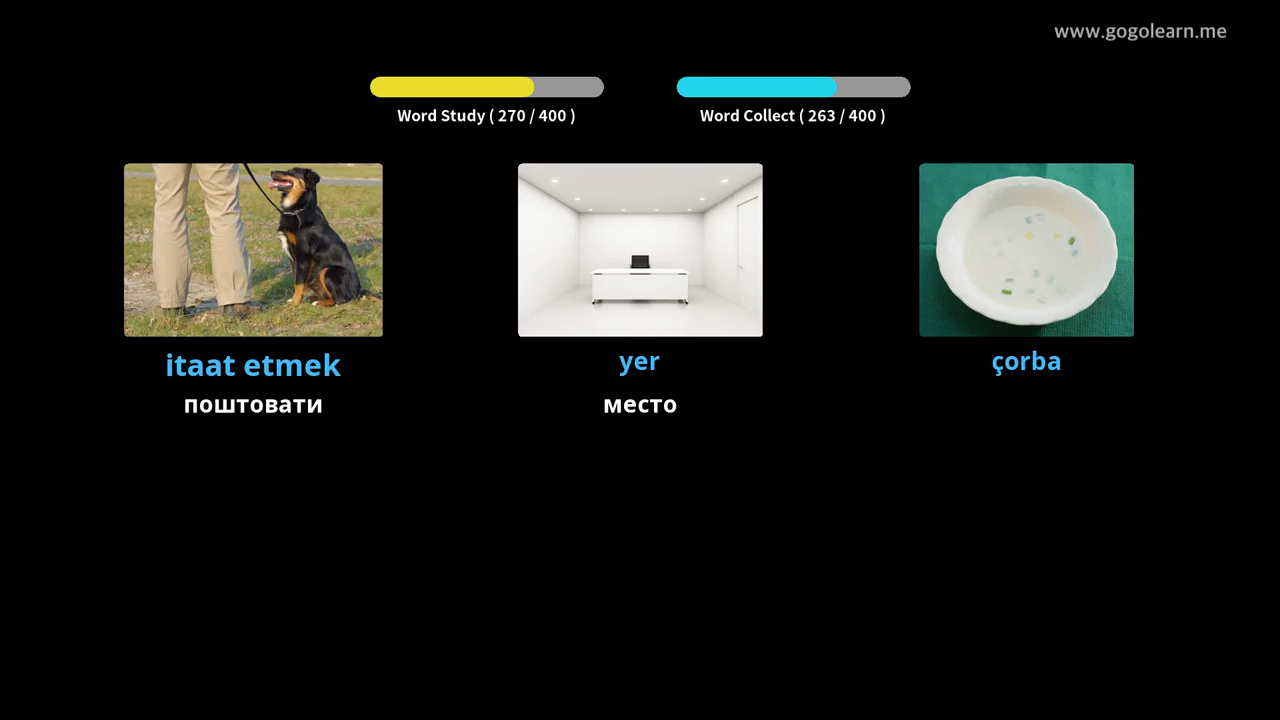 www.gogolearn.me
Word Study ( 270 / 400 )
Word Collect ( 263 / 400 )
itaat etmek
yer
çorba
поштовати
место